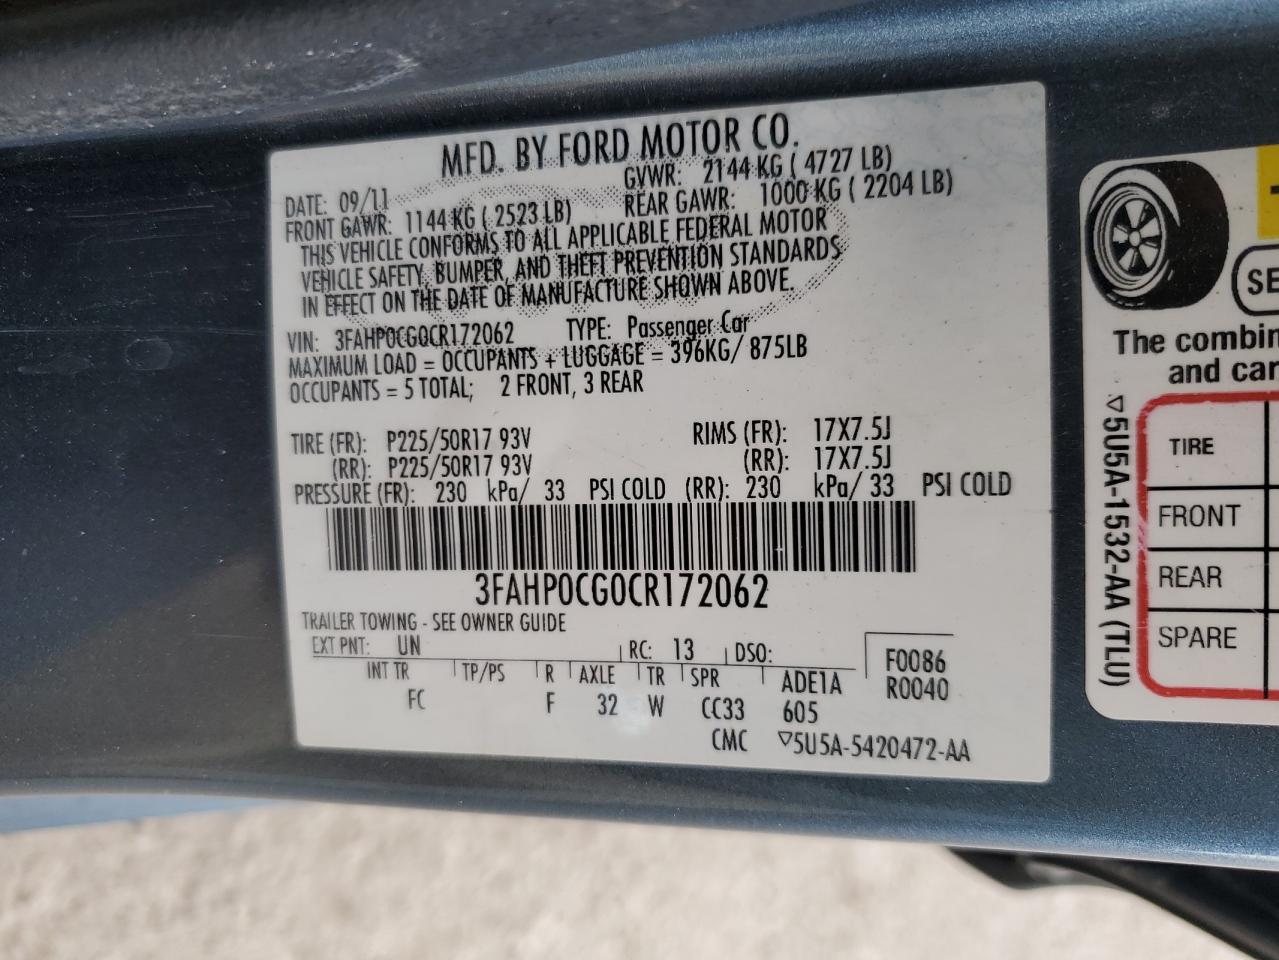 MFD. BY FORD MOTOR CO.
DATE: 09/11 GVWR: 2144 KG ( 4727 LB)
FRONT GAWR: 1144 KG ( 2523 LB) REAR GAWR: 1000 KG ( 2204 LB)
THIS VEHICLE CONFORMS TO ALL APPLICABLE FEDERAL MOTOR
VEHICLE SAFETY, BUMPER, AND THEFT PREVENTION STANDARDS
IN EFFECT ON THE DATE OF MANUFACTURE SHOWN ABOVE.
VIN: 3FAHP0CG0CR172062 TYPE: Passenger Car
MAXIMUM LOAD = OCCUPANTS + LUGGAGE = 396KG/ 875LB
OCCUPANTS = 5 TOTAL; 2 FRONT, 3 REAR
TIRE (FR): P225/50R17 93V RIMS (FR): 17X7.5J
(RR): P225/50R17 93V (RR): 17X7.5J
PRESSURE (FR): 230 kPa/ 33 PSI COLD (RR): 230 kPa/ 33 PSI COLD
3FAHP0CG0CR172062
TRAILER TOWING - SEE OWNER GUIDE
EXT PNT: UN RC: 13 DSO: F0086
INT TR TP/PS R AXLE TR SPR ADE1A R0040
FC F 32 W CC33 605
CMC ▽5U5A-5420472-AA
SE
The combin
and car
TIRE
FRONT
REAR
SPARE
▽5U5A-1532-AA (TLU)